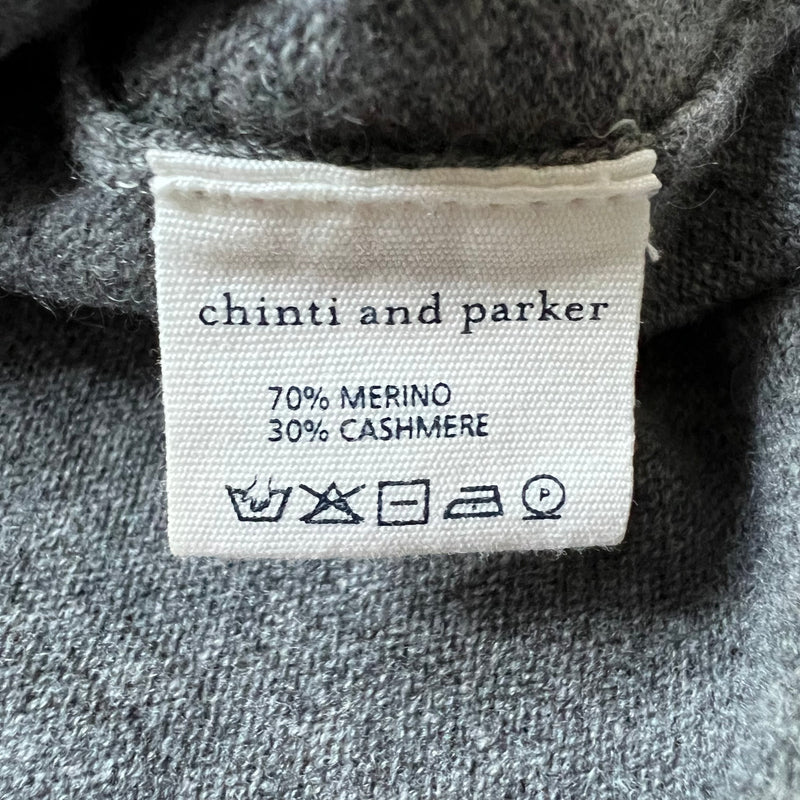 chinti and parker
70% MERINO
30% CASHMERE
P